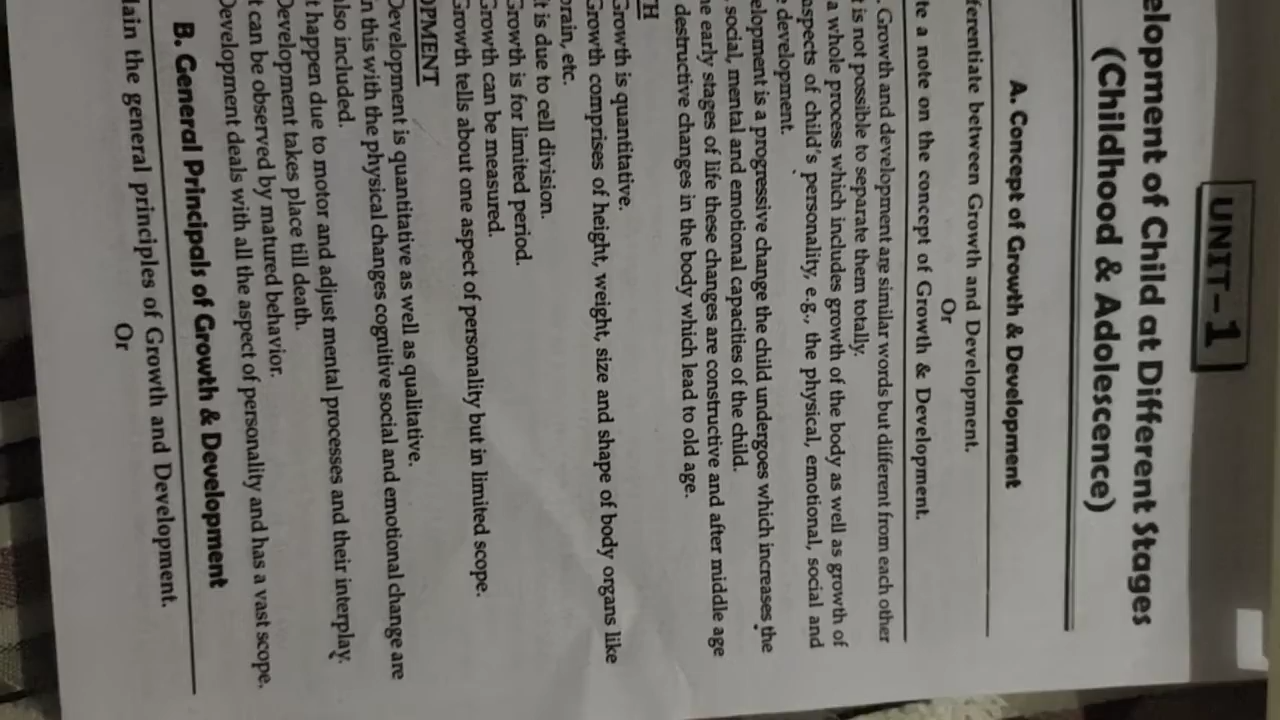 UNIT-1
elopment of Child at Different Stages
(Childhood & Adolescence)
A. Concept of Growth & Development
ferentiate between Growth and Development.
Or
te a note on the concept of Growth & Development.
. Growth and development are similar words but different from each other
t is not possible to separate them totally.
a whole process which includes growth of the body as well as growth of
aspects of child's personality, e.g., the physical, emotional, social and
e development.
elopment is a progressive change the child undergoes which increases the
, social, mental and emotional capacities of the child.
he early stages of life these changes are constructive and after middle age
destructive changes in the body which lead to old age.
TH
Growth is quantitative.
Growth comprises of height, weight, size and shape of body organs like
brain, etc.
It is due to cell division.
Growth is for limited period.
Growth can be measured.
Growth tells about one aspect of personality but in limited scope.
OPMENT
Development is quantitative as well as qualitative.
n this with the physical changes cognitive social and emotional change are
also included.
t happen due to motor and adjust mental processes and their interplay.
Development takes place till death.
t can be observed by matured behavior.
Development deals with all the aspect of personality and has a vast scope.
B. General Principals of Growth & Development
lain the general principles of Growth and Development.
Or